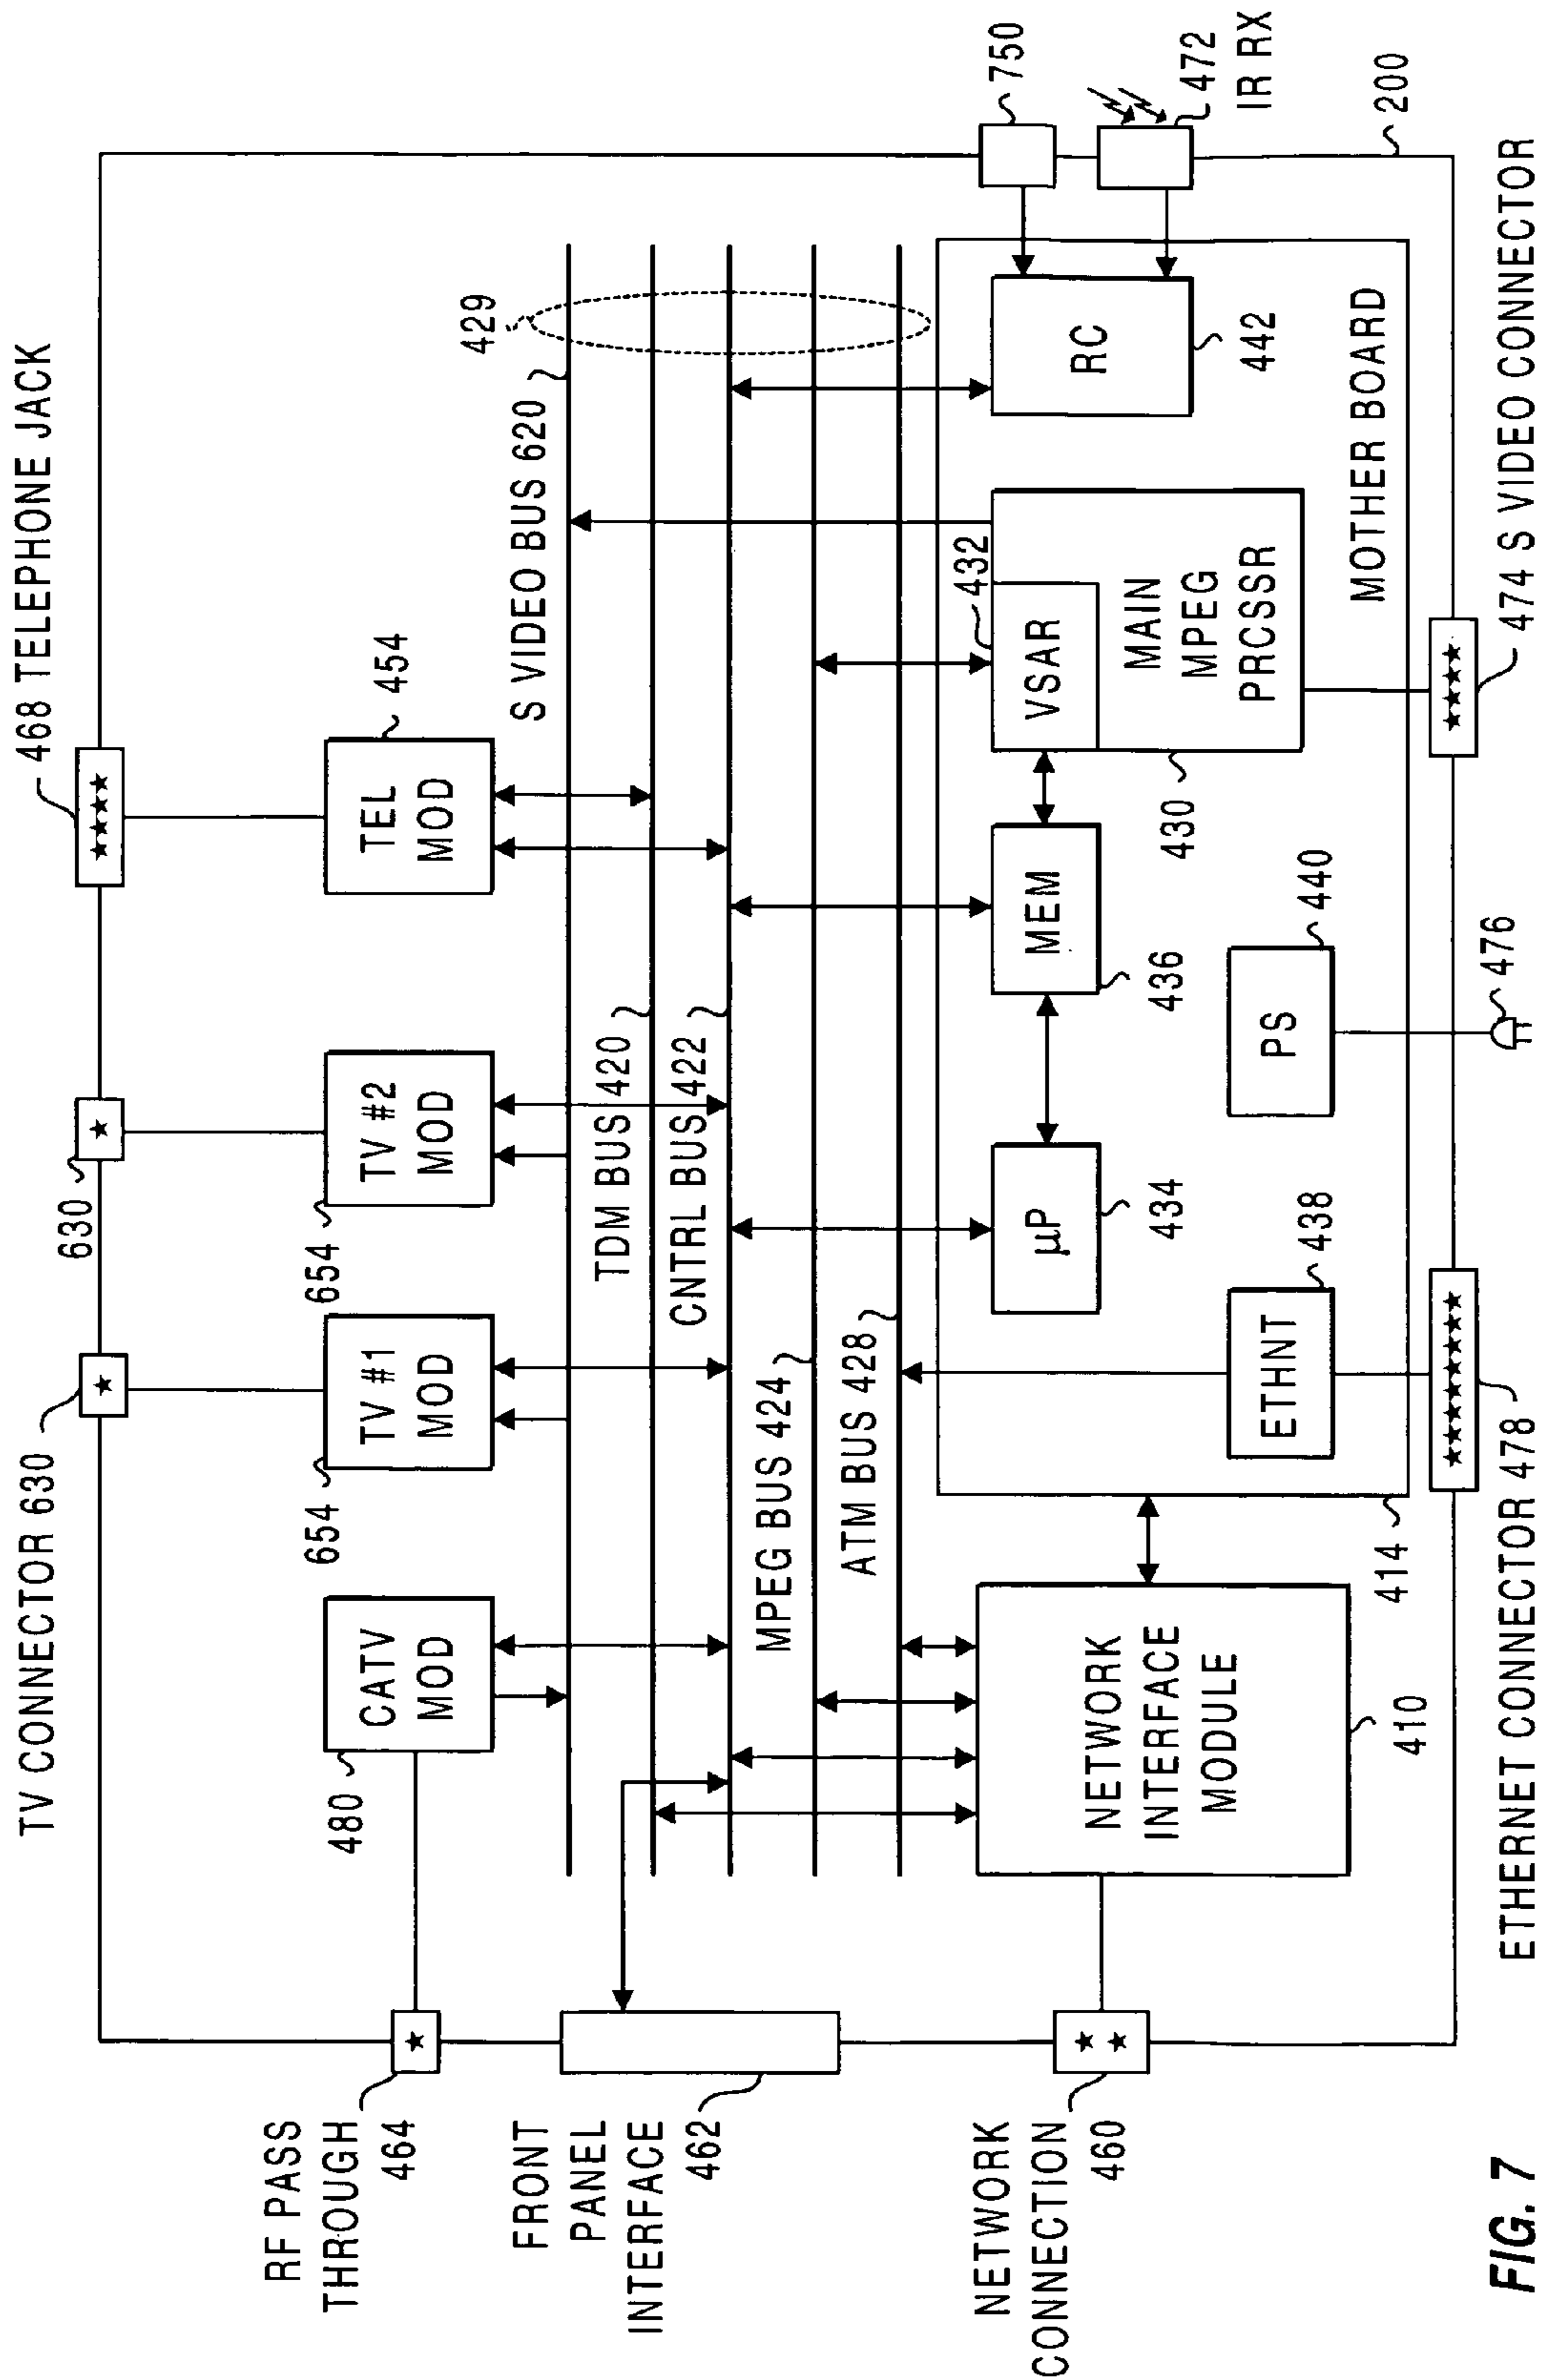 TV CONNECTOR 630
630
468 TELEPHONE JACK
RF PASS
THROUGH
464
480
CATV
MOD
654
TV #1
MOD
654
TV #2
MOD
TEL
MOD
454
429
S VIDEO BUS 620
TDM BUS 420
CNTRL BUS 422
MPEG BUS 424
ATM BUS 428
FRONT
PANEL
INTERFACE
462
750
472
IR RX
200
NETWORK
CONNECTION
460
NETWORK
INTERFACE
MODULE
410
µP
434
MEM
436
432
VSAR
MAIN
MPEG
PRCSSR
430
RC
442
ETHNT
438
PS
440
MOTHER BOARD
414
476
ETHERNET CONNECTOR 478
474 S VIDEO CONNECTOR
FIG. 7